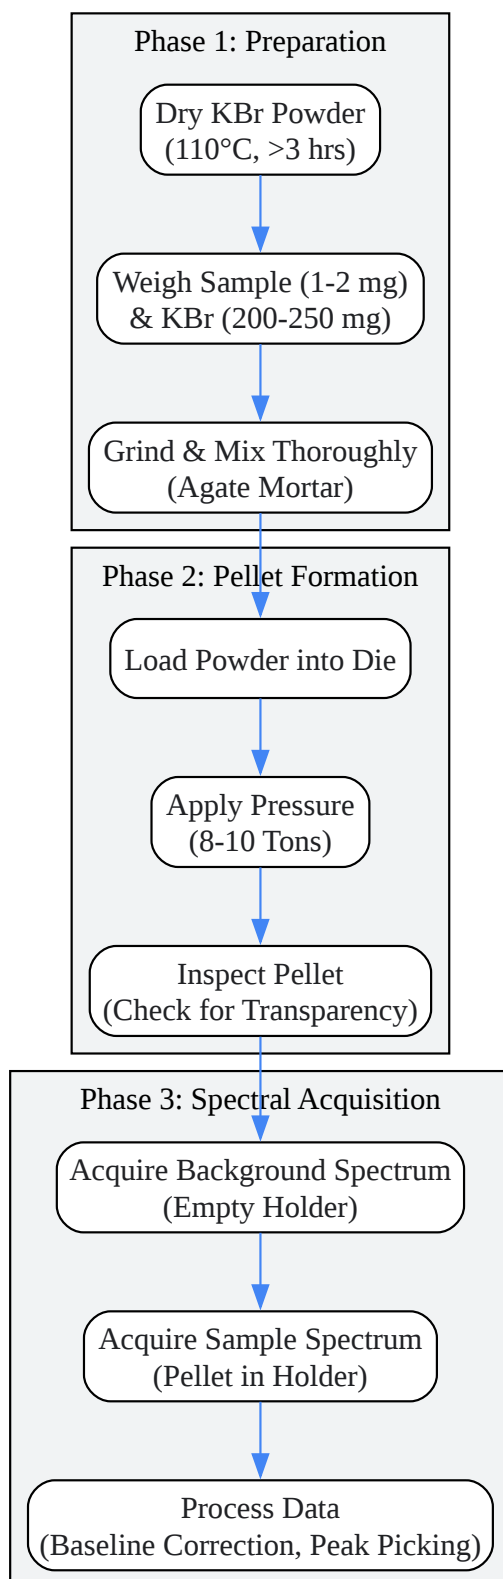 Phase 1: Preparation
Dry KBr Powder
(110°C, >3 hrs)
Weigh Sample (1-2 mg)
& KBr (200-250 mg)
Grind & Mix Thoroughly
(Agate Mortar)
Phase 2: Pellet Formation
Load Powder into Die
Apply Pressure
(8-10 Tons)
Inspect Pellet
(Check for Transparency)
Phase 3: Spectral Acquisition
Acquire Background Spectrum
(Empty Holder)
Acquire Sample Spectrum
(Pellet in Holder)
Process Data
(Baseline Correction, Peak Picking)